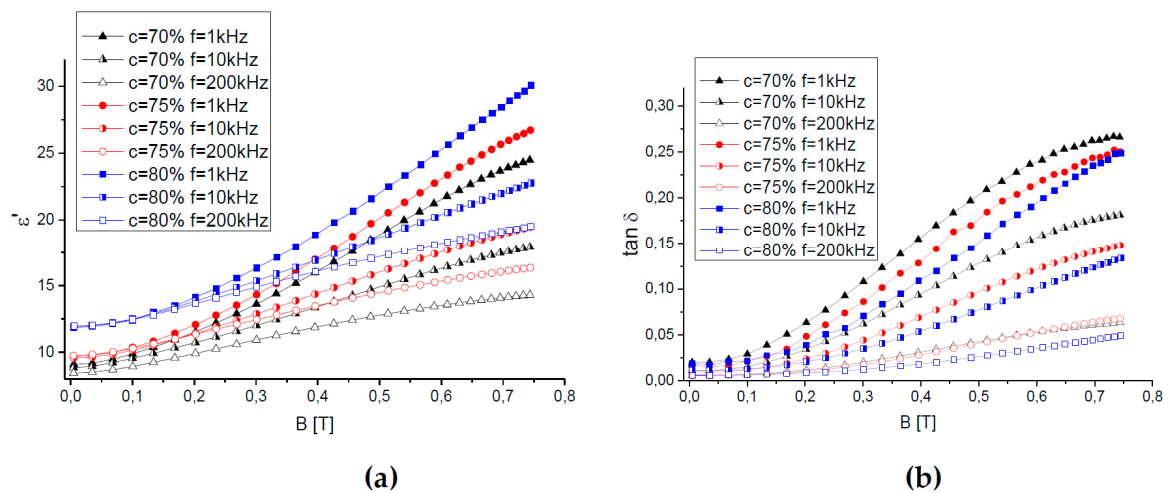 c=70% f=1kHz
c=70% f=10kHz
c=70% f=200kHz
c=75% f=1kHz
c=75% f=10kHz
c=75% f=200kHz
c=80% f=1kHz
c=80% f=10kHz
c=80% f=200kHz
30
25
20
15
10
ε'
0,0 0,1 0,2 0,3 0,4 0,5 0,6 0,7 0,8
B [T]
(a)
c=70% f=1kHz
c=70% f=10kHz
c=70% f=200kHz
c=75% f=1kHz
c=75% f=10kHz
c=75% f=200kHz
c=80% f=1kHz
c=80% f=10kHz
c=80% f=200kHz
0,30
0,25
0,20
0,15
0,10
0,05
0,00
tan δ
0,0 0,1 0,2 0,3 0,4 0,5 0,6 0,7 0,8
B [T]
(b)